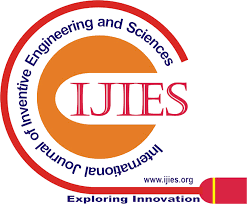 International Journal of Inventive Engineering and Sciences
IJIES
www.ijies.org
Exploring Innovation